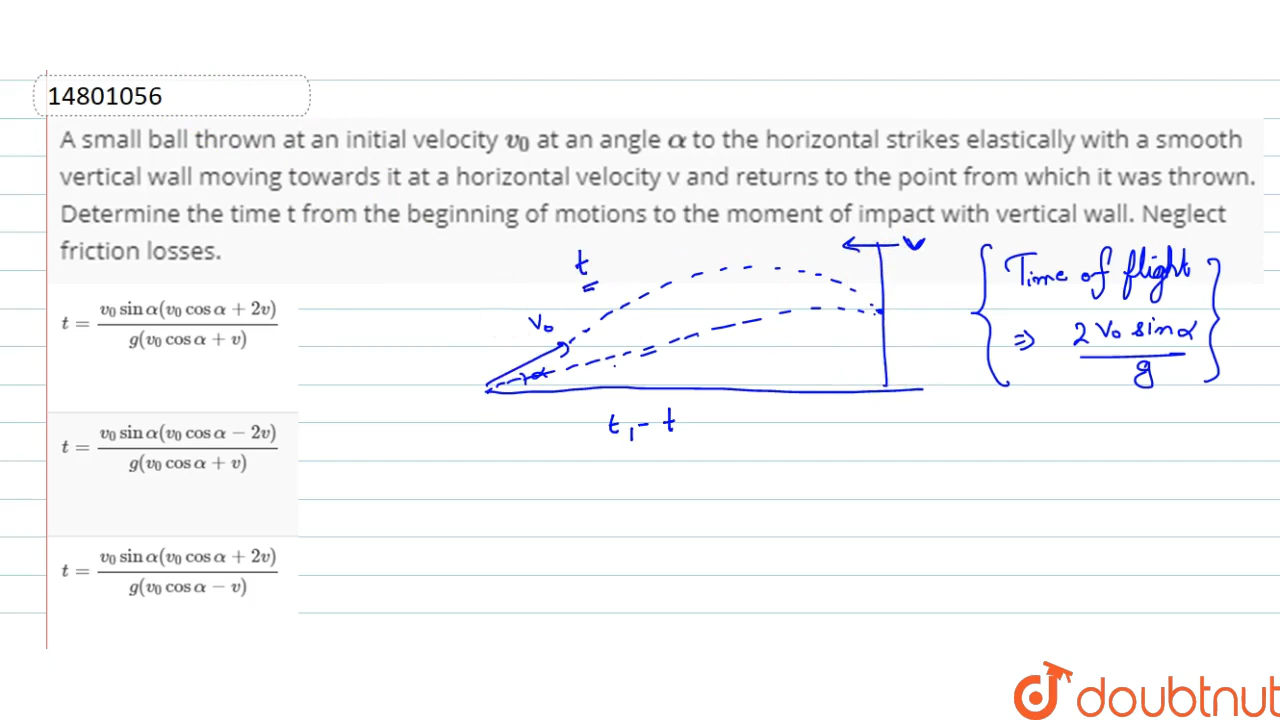 14801056
A small ball thrown at an initial velocity v₀ at an angle α to the horizontal strikes elastically with a smooth
vertical wall moving towards it at a horizontal velocity v and returns to the point from which it was thrown.
Determine the time t from the beginning of motions to the moment of impact with vertical wall. Neglect
friction losses.
t = v₀ sin α(v₀ cos α + 2v) / g(v₀ cos α + v)
t = v₀ sin α(v₀ cos α − 2v) / g(v₀ cos α + v)
t = v₀ sin α(v₀ cos α + 2v) / g(v₀ cos α − v)
t
v₀
α
v
t₁ - t
Time of flight
⇒ 2 v₀ sin α / g
doubtnut